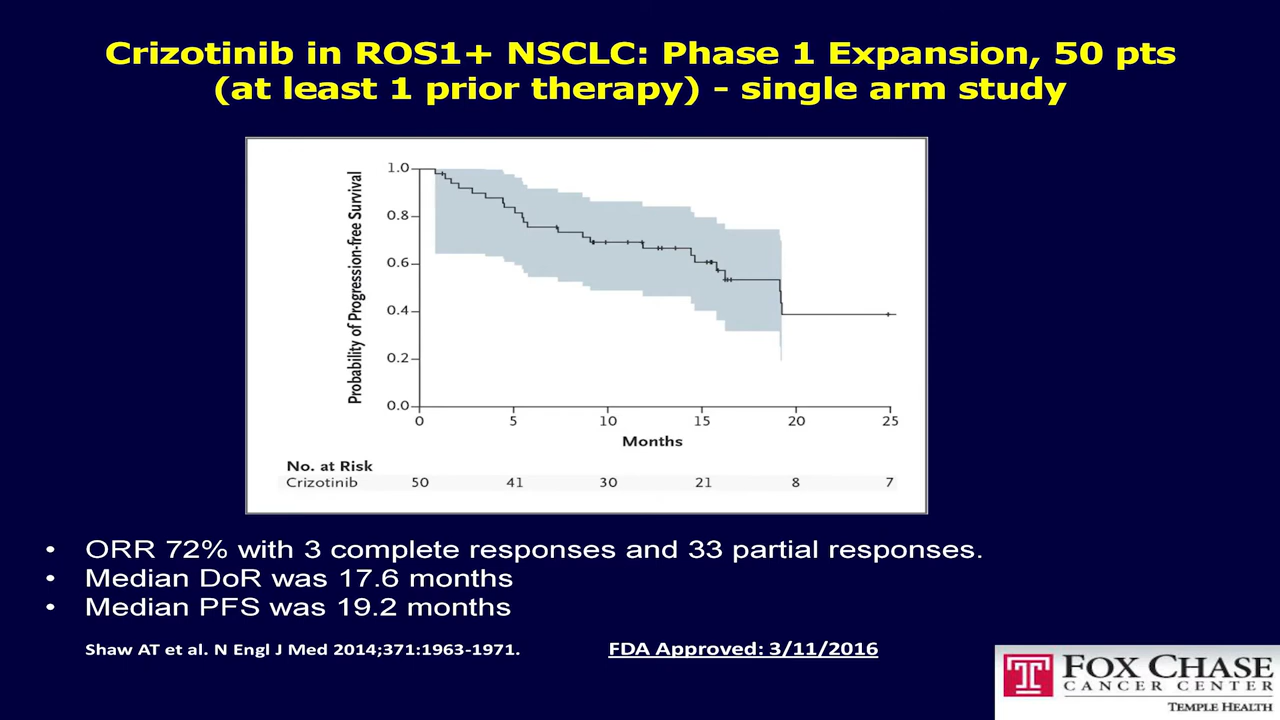 Crizotinib in ROS1+ NSCLC: Phase 1 Expansion, 50 pts
(at least 1 prior therapy) - single arm study
Probability of Progression-free Survival
1.0
0.8
0.6
0.4
0.2
0.0
0 5 10 15 20 25
Months
No. at Risk
Crizotinib 50 41 30 21 8 7
• ORR 72% with 3 complete responses and 33 partial responses.
• Median DoR was 17.6 months
• Median PFS was 19.2 months
Shaw AT et al. N Engl J Med 2014;371:1963-1971. FDA Approved: 3/11/2016
FOX CHASE
CANCER CENTER
TEMPLE HEALTH